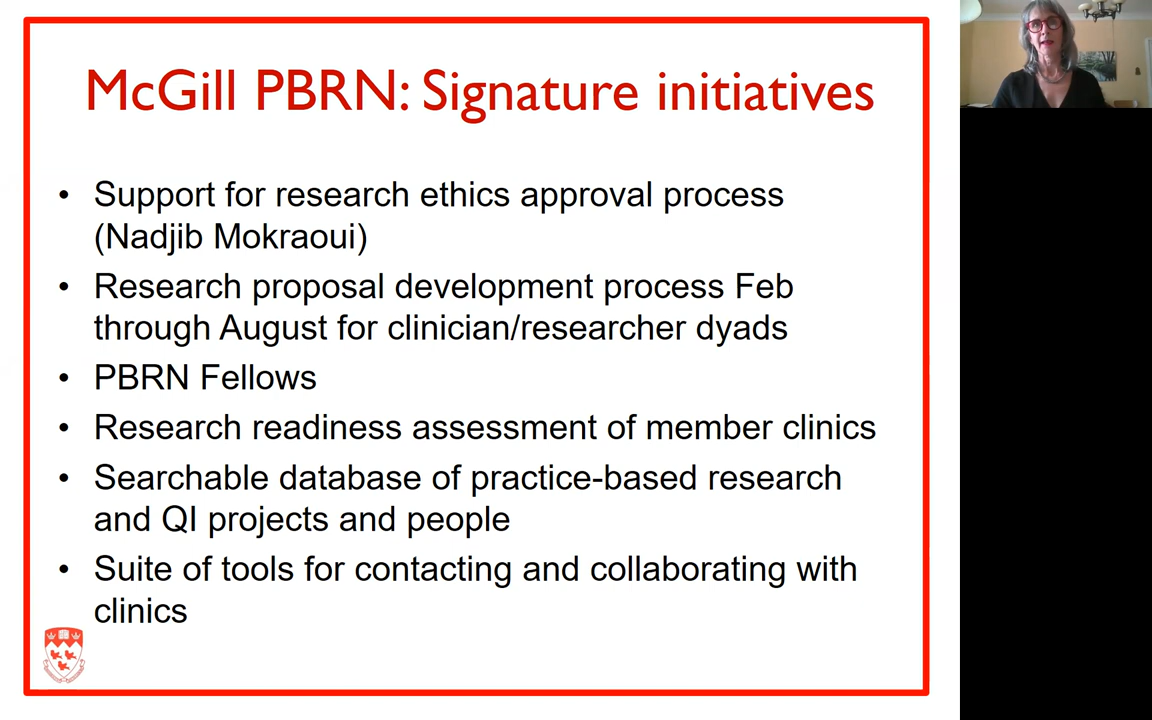 McGill PBRN: Signature initiatives
• Support for research ethics approval process
(Nadjib Mokraoui)
• Research proposal development process Feb
through August for clinician/researcher dyads
• PBRN Fellows
• Research readiness assessment of member clinics
• Searchable database of practice-based research
and QI projects and people
• Suite of tools for contacting and collaborating with
clinics